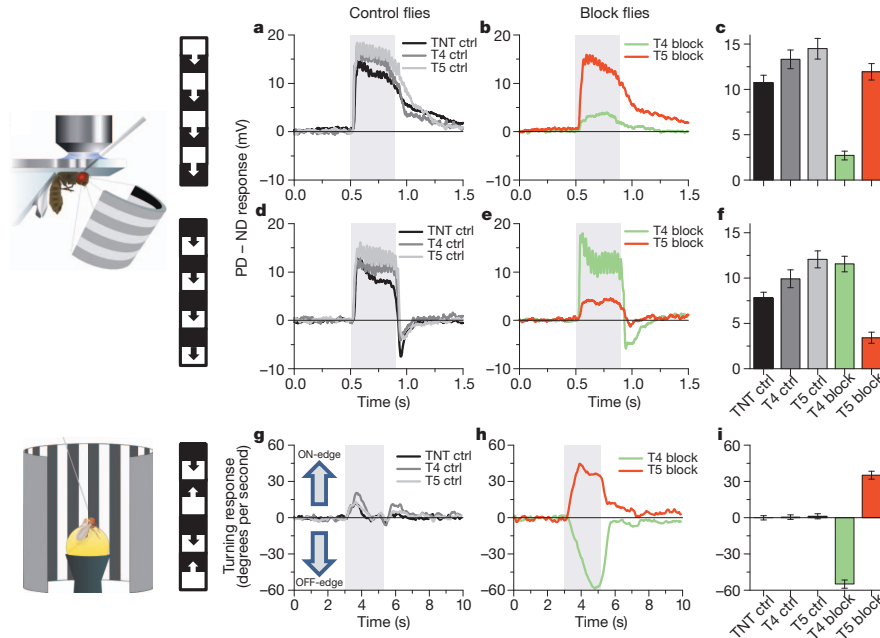 Control flies
Block flies
a
TNT ctrl
T4 ctrl
T5 ctrl
20
10
0
−10
0.0 0.5 1.0 1.5
b
T4 block
T5 block
20
10
0
−10
0.0 0.5 1.0 1.5
c
15
10
5
0
PD − ND response (mV)
d
TNT ctrl
T4 ctrl
T5 ctrl
20
10
0
−10
0.0 0.5 1.0 1.5
Time (s)
e
T4 block
T5 block
20
10
0
−10
0.0 0.5 1.0 1.5
Time (s)
f
15
10
5
0
TNT ctrl
T4 ctrl
T5 ctrl
T4 block
T5 block
Turning response
(degrees per second)
g
ON-edge
OFF-edge
TNT ctrl
T4 ctrl
T5 ctrl
60
30
0
−30
−60
0 2 4 6 8 10
Time (s)
h
T4 block
T5 block
60
30
0
−30
−60
0 2 4 6 8 10
Time (s)
i
60
30
0
−30
−60
TNT ctrl
T4 ctrl
T5 ctrl
T4 block
T5 block